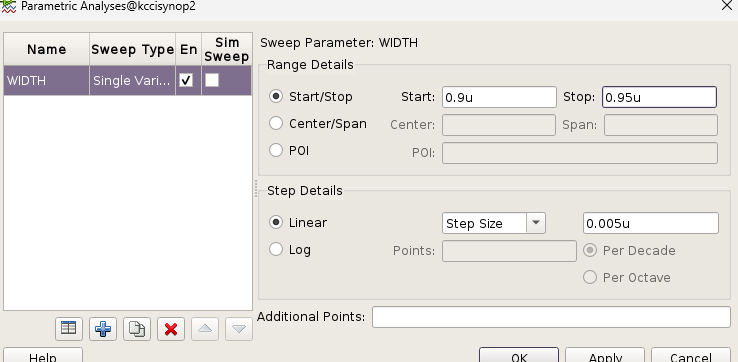 Parametric Analyses@kccisynop2
Name Sweep Type En Sim Sweep
WIDTH Single Vari...
Sweep Parameter: WIDTH
Range Details
Start/Stop Start: 0.9u Stop: 0.95u
Center/Span Center: Span:
POI POI:
Step Details
Linear Step Size 0.005u
Log Points: Per Decade
Per Octave
Additional Points:
Help OK Apply Cancel